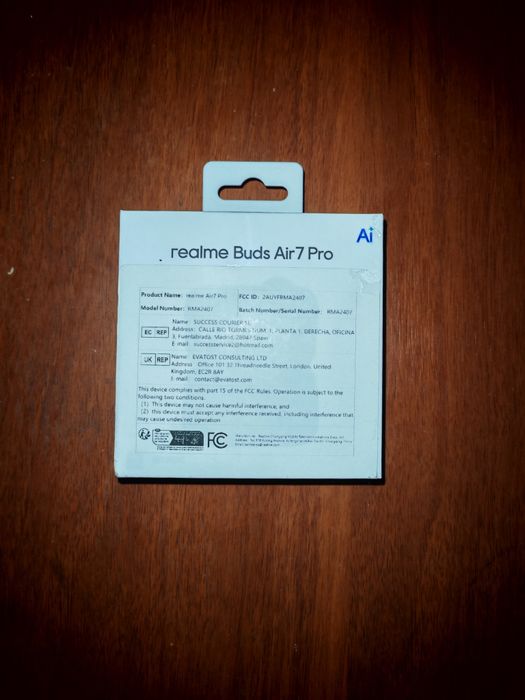 Ai
realme Buds Air7 Pro
Product Name: realme Air7 Pro FCC ID: 2AUYFRMA2407
Model Number: RMA2407 Batch Number/Serial Number: RMA2407
EC REP
Name: SUCCESS COURIER SL
Address: CALLE RIO TORMES NUM. 1, PLANTA 1, DERECHA, OFICINA
3, Fuenlabrada, Madrid, 28947 Spain
E-mail: successservice2@hotmail.com
UK REP
Name: EVATOST CONSULTING LTD
Address: Office 101 32 Threadneedle Street, London, United
Kingdom, EC2R 8AY
E-mail: contact@evatost.com
This device complies with part 15 of the FCC Rules. Operation is subject to the
following two conditions:
(1) This device may not cause harmful interference; and
(2) this device must accept any interference received, including interference that
may cause undesired operation
FC